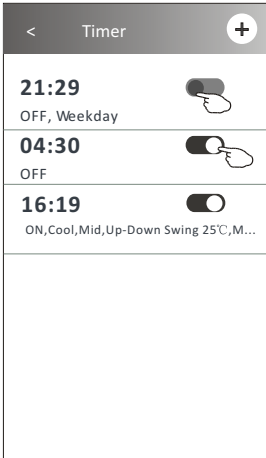 < Timer +
21:29
OFF, Weekday
04:30
OFF
16:19
ON,Cool,Mid,Up-Down Swing 25℃,M...